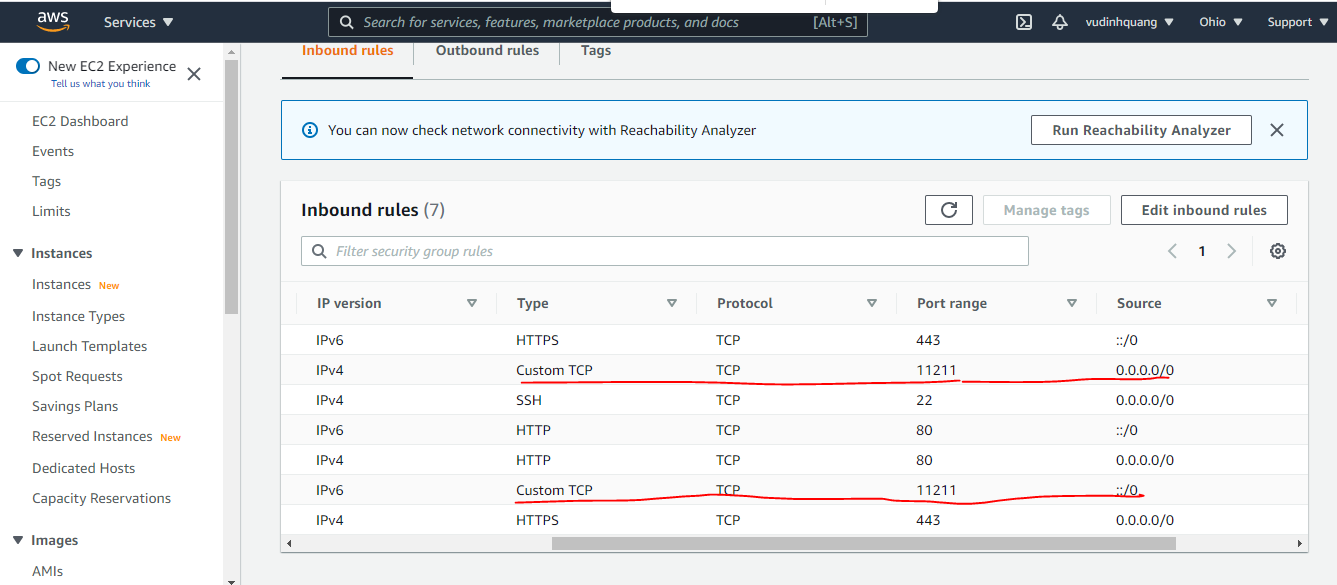 aws Services Search for services, features, marketplace products, and docs [Alt+S] vudinhquang Ohio Support
New EC2 Experience
Tell us what you think
EC2 Dashboard
Events
Tags
Limits
Instances
Instances New
Instance Types
Launch Templates
Spot Requests
Savings Plans
Reserved Instances New
Dedicated Hosts
Capacity Reservations
Images
AMIs
Inbound rules Outbound rules Tags
You can now check network connectivity with Reachability Analyzer Run Reachability Analyzer
Inbound rules (7) Manage tags Edit inbound rules
Filter security group rules 1
IP version Type Protocol Port range Source
IPv6 HTTPS TCP 443 ::/0
IPv4 Custom TCP TCP 11211 0.0.0.0/0
IPv4 SSH TCP 22 0.0.0.0/0
IPv6 HTTP TCP 80 ::/0
IPv4 HTTP TCP 80 0.0.0.0/0
IPv6 Custom TCP TCP 11211 ::/0
IPv4 HTTPS TCP 443 0.0.0.0/0